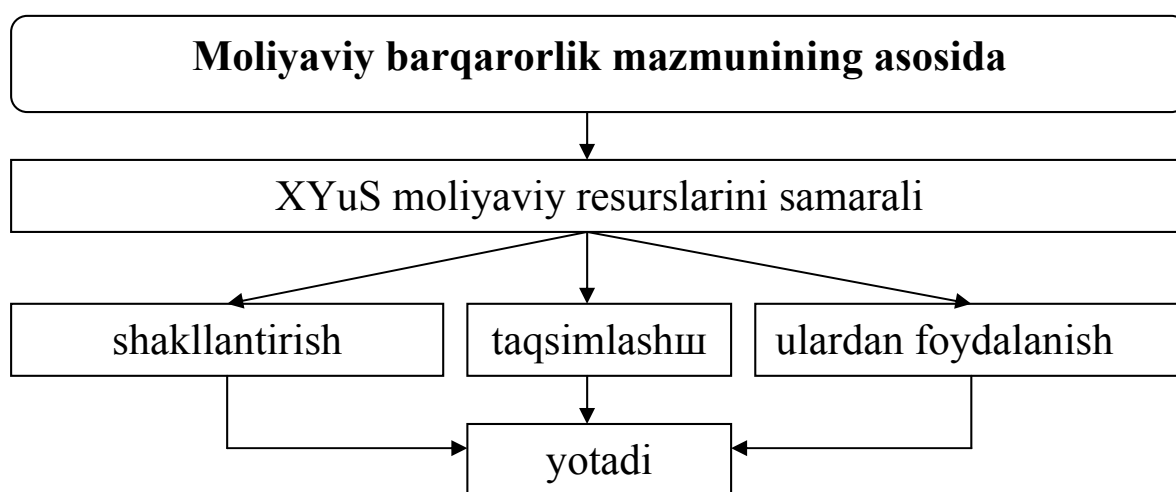 Moliyaviy barqarorlik mazmunining asosida
XYuS moliyaviy resurslarini samarali
shakllantirish
taqsimlashш
ulardan foydalanish
yotadi